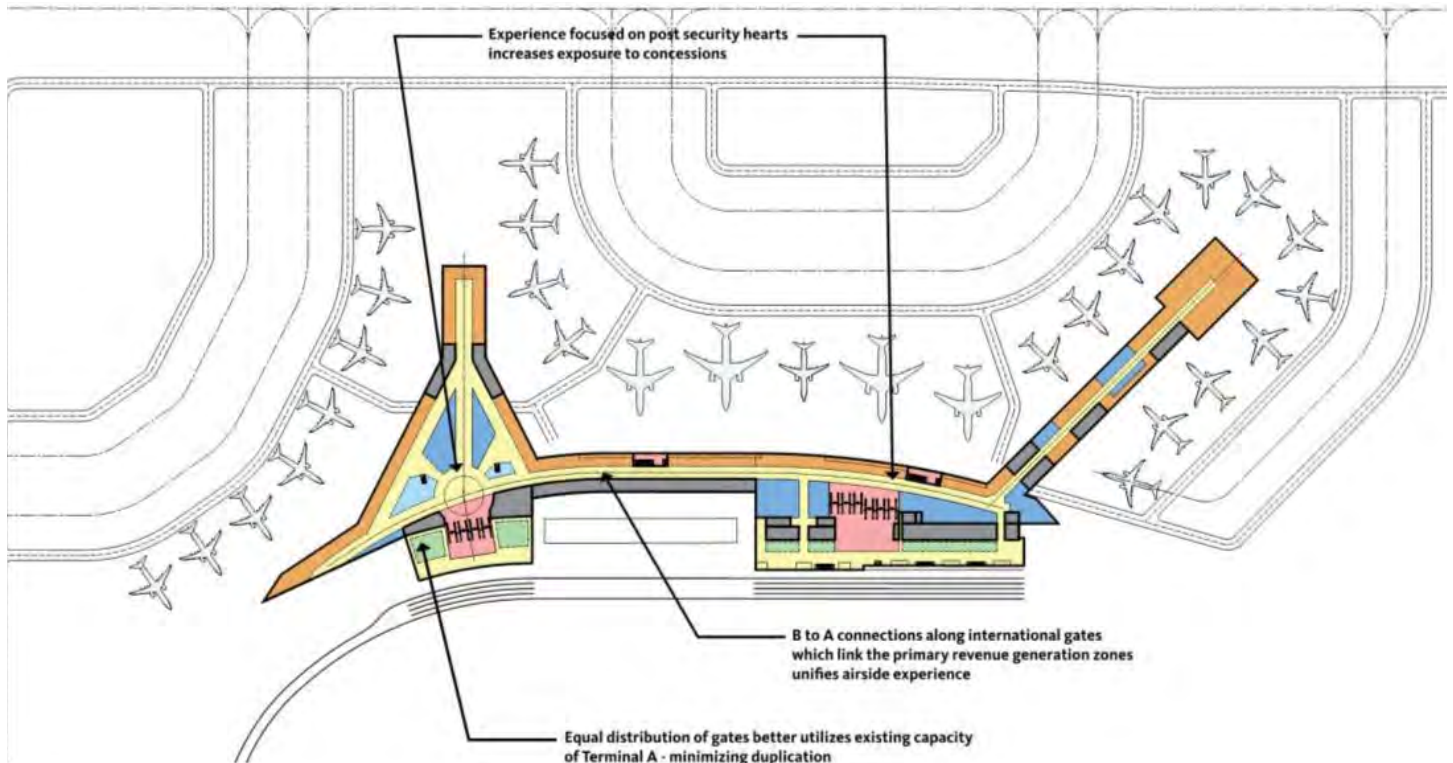 Experience focused on post security hearts
increases exposure to concessions
B to A connections along international gates
which link the primary revenue generation zones
unifies airside experience
Equal distribution of gates better utilizes existing capacity
of Terminal A - minimizing duplication